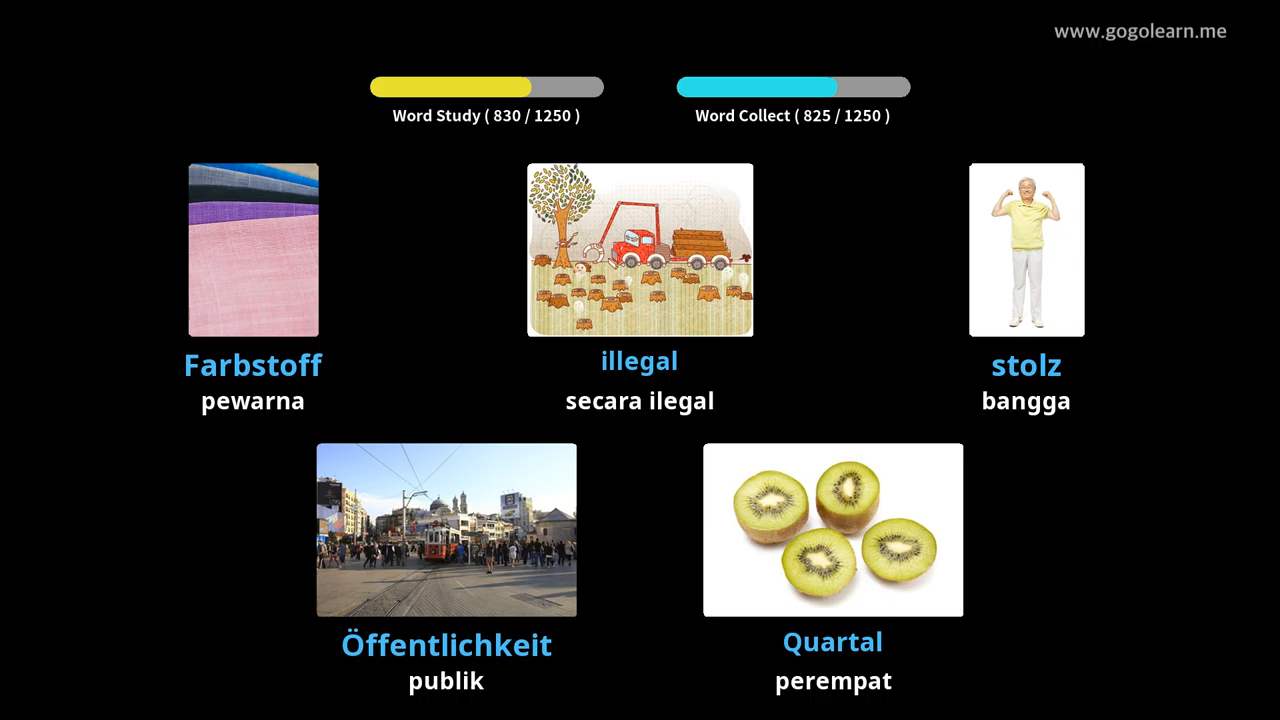 www.gogolearn.me
Word Study ( 830 / 1250 )
Word Collect ( 825 / 1250 )
Farbstoff
pewarna
illegal
secara ilegal
stolz
bangga
Öffentlichkeit
publik
Quartal
perempat